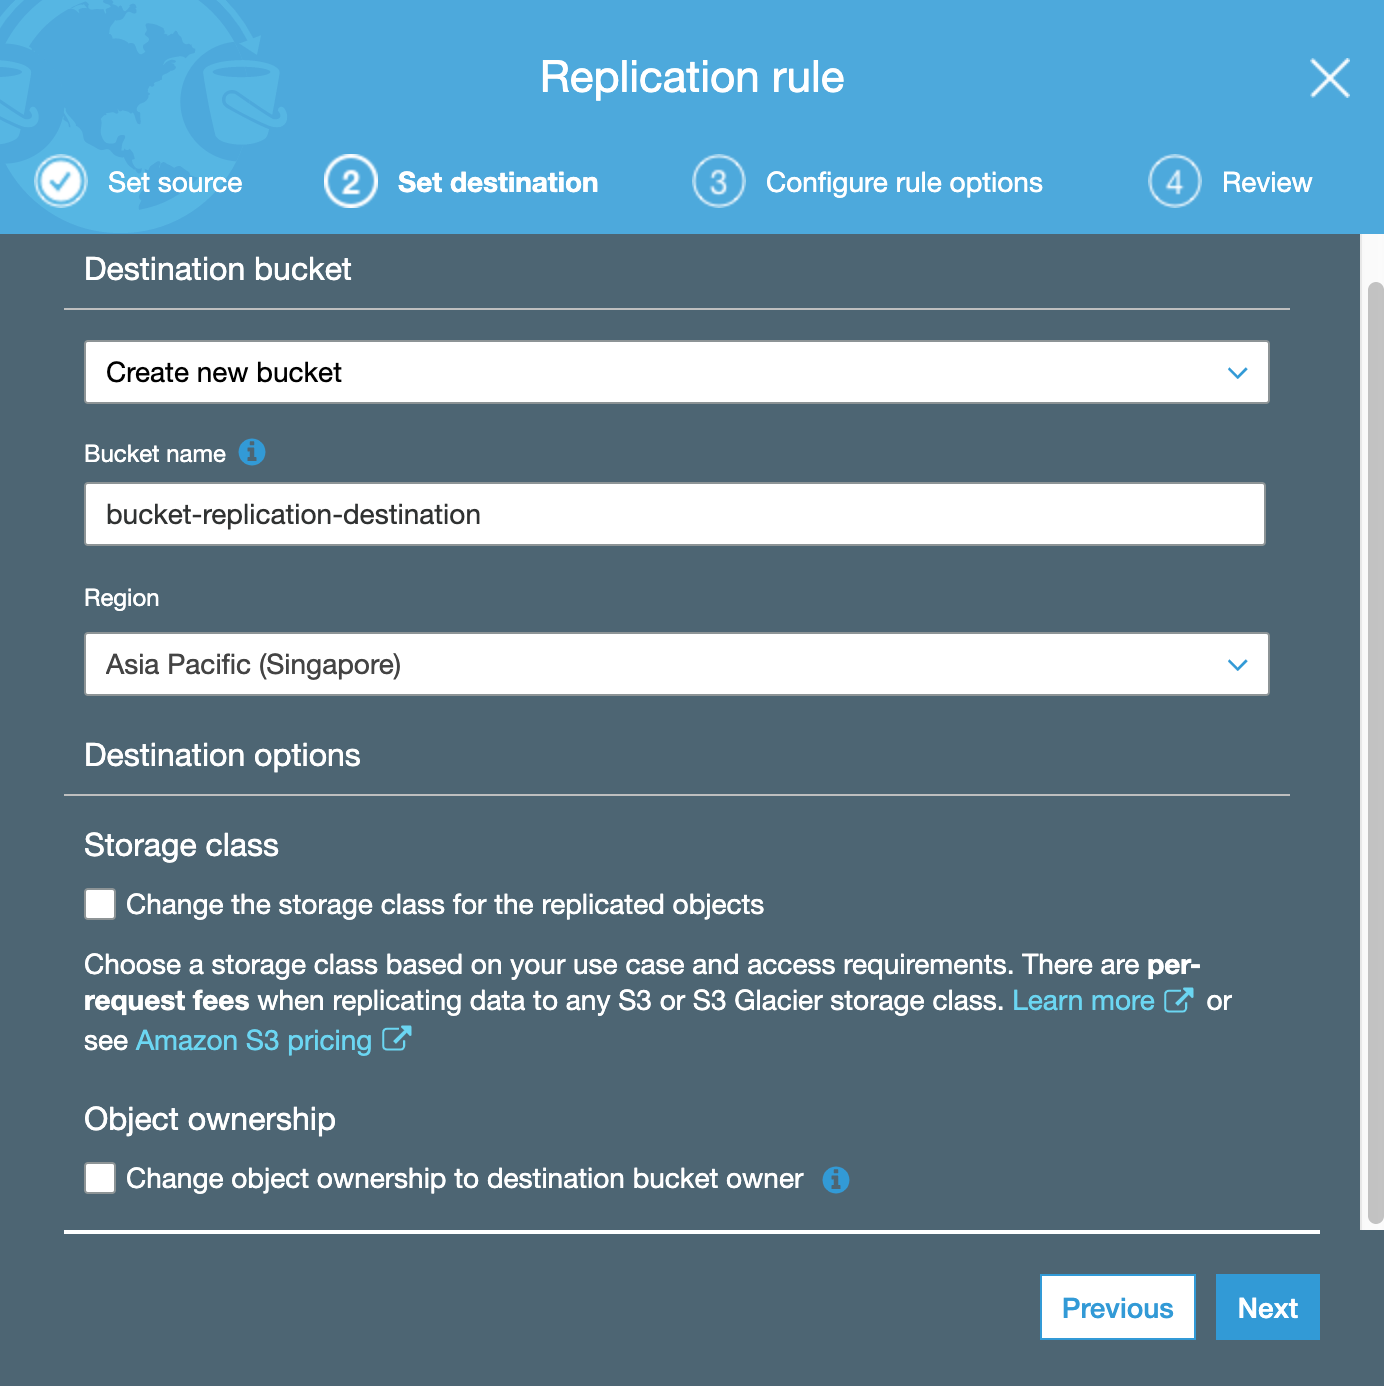 Replication rule
Set source
2 Set destination
3 Configure rule options
4 Review
Destination bucket
Create new bucket
Bucket name
bucket-replication-destination
Region
Asia Pacific (Singapore)
Destination options
Storage class
Change the storage class for the replicated objects
Choose a storage class based on your use case and access requirements. There are per-
request fees when replicating data to any S3 or S3 Glacier storage class. Learn more or
see Amazon S3 pricing
Object ownership
Change object ownership to destination bucket owner
Previous
Next